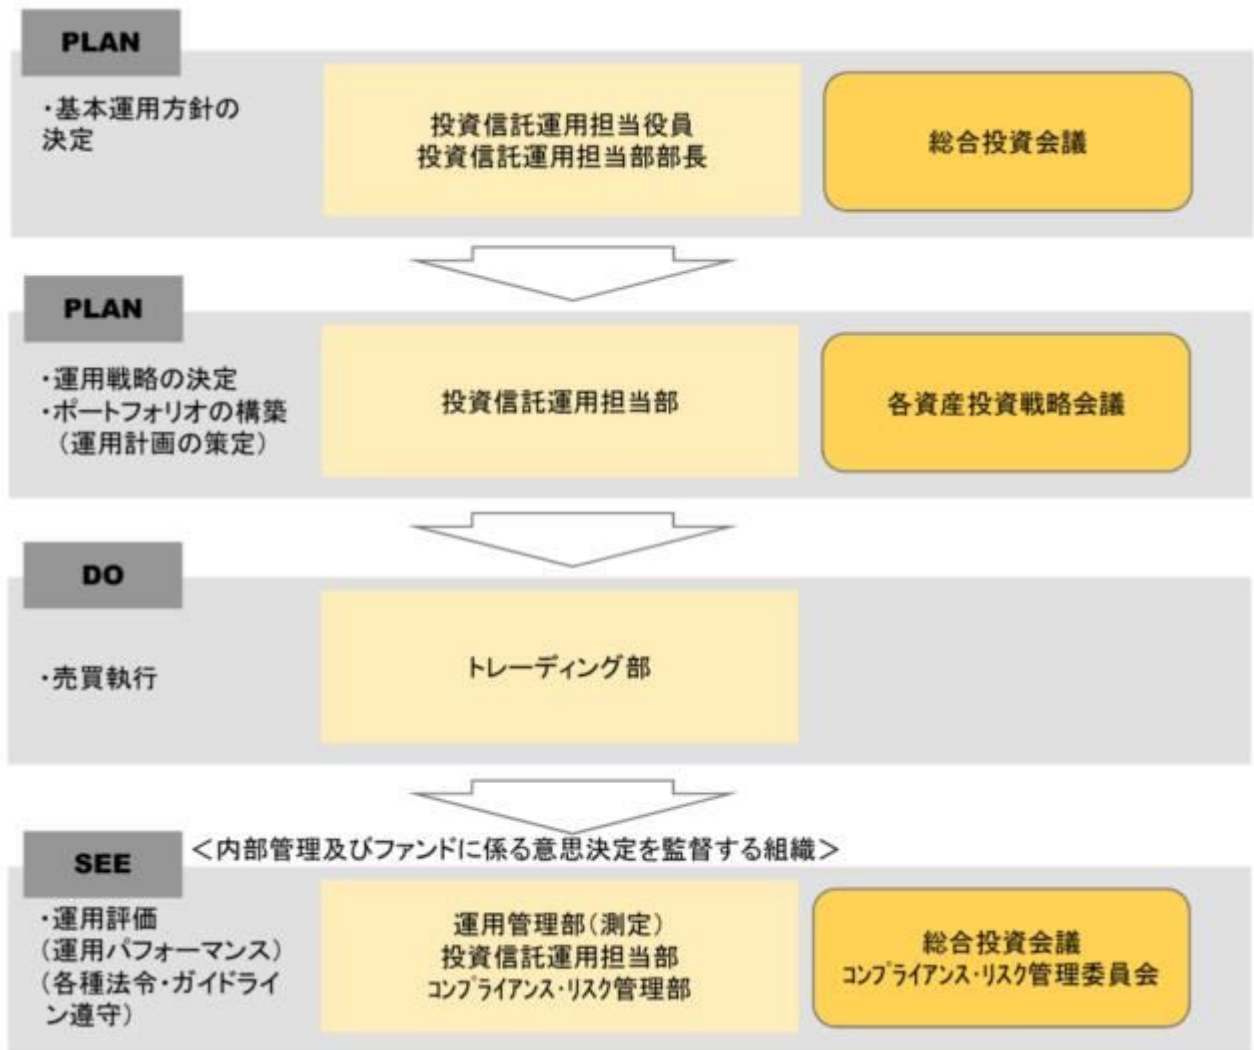 PLAN
・基本運用方針の
決定
投資信託運用担当役員
投資信託運用担当部部長
総合投資会議
PLAN
・運用戦略の決定
・ポートフォリオの構築
（運用計画の策定）
投資信託運用担当部
各資産投資戦略会議
DO
・売買執行
トレーディング部
＜内部管理及びファンドに係る意思決定を監督する組織＞
SEE
・運用評価
(運用パフォーマンス)
(各種法令・ガイドライ
ン遵守)
運用管理部(測定)
投資信託運用担当部
ｺﾝﾌﾟﾗｲｱﾝｽ･ﾘｽｸ管理部
総合投資会議
ｺﾝﾌﾟﾗｲｱﾝｽ･ﾘｽｸ管理委員会